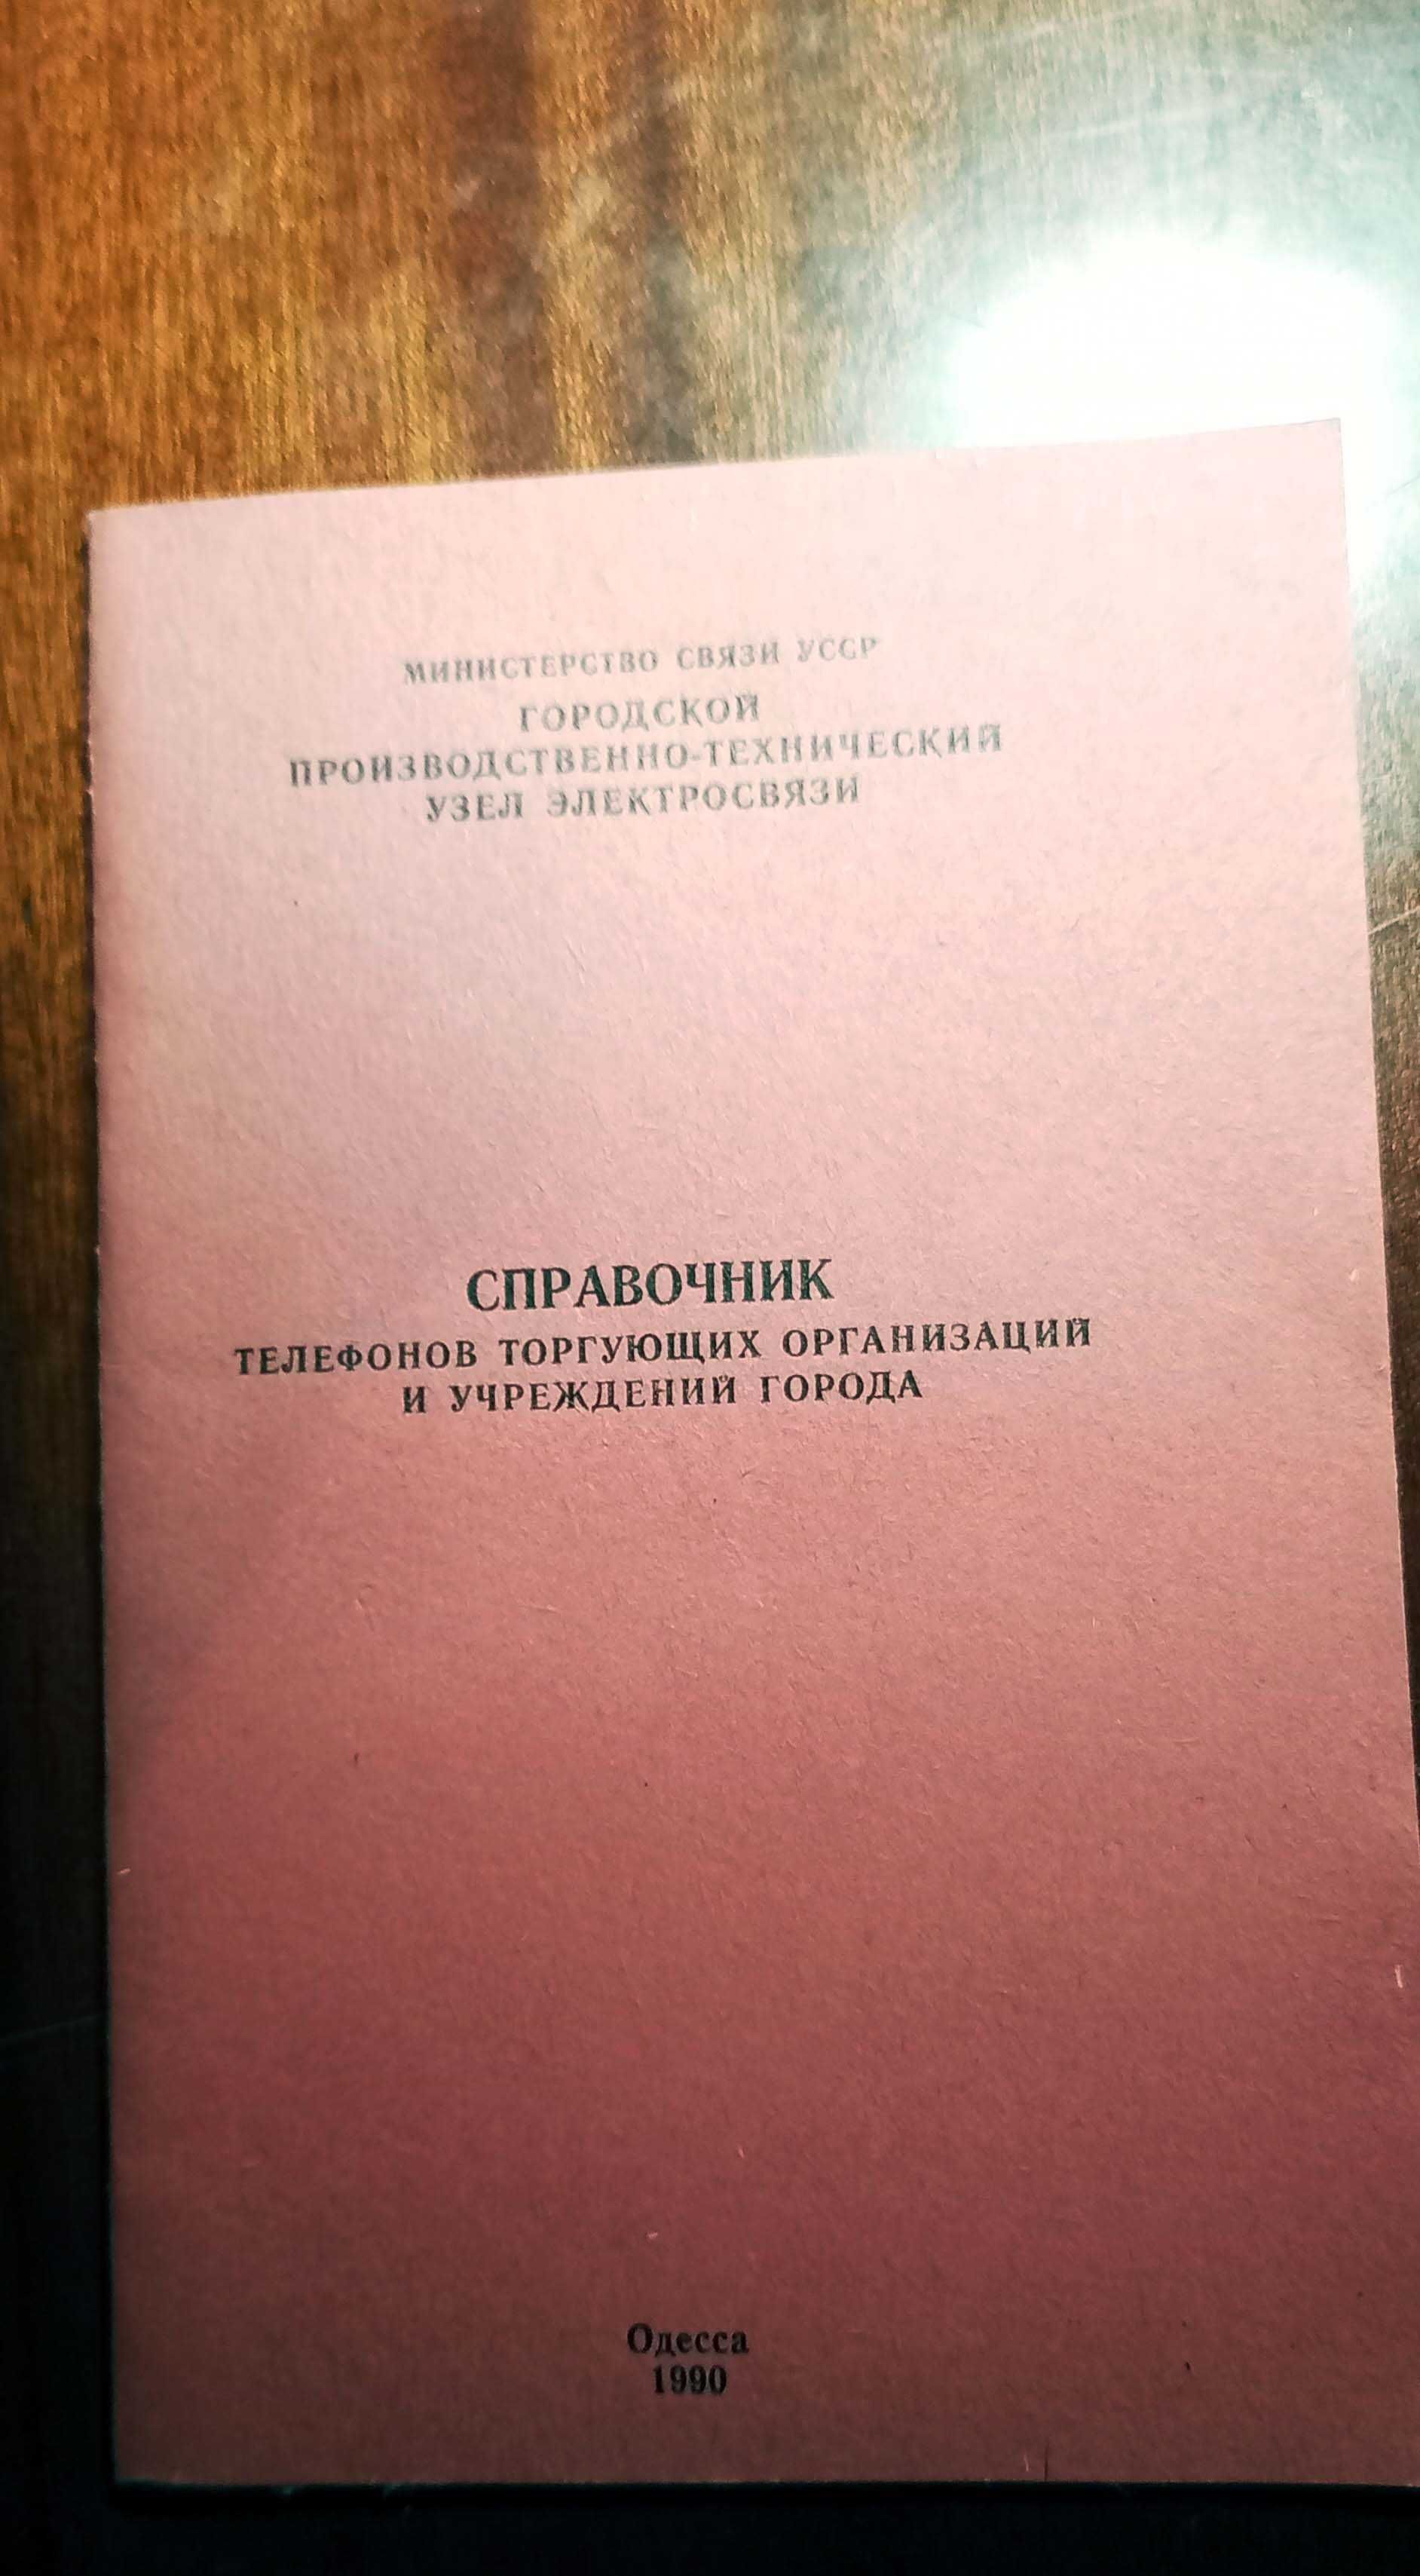 МИНИСТЕРСТВО СВЯЗИ УССР
ГОРОДСКОЙ
ПРОИЗВОДСТВЕННО-ТЕХНИЧЕСКИЙ
УЗЕЛ ЭЛЕКТРОСВЯЗИ
СПРАВОЧНИК
ТЕЛЕФОНОВ ТОРГУЮЩИХ ОРГАНИЗАЦИЙ
И УЧРЕЖДЕНИЙ ГОРОДА
Одесса
1990